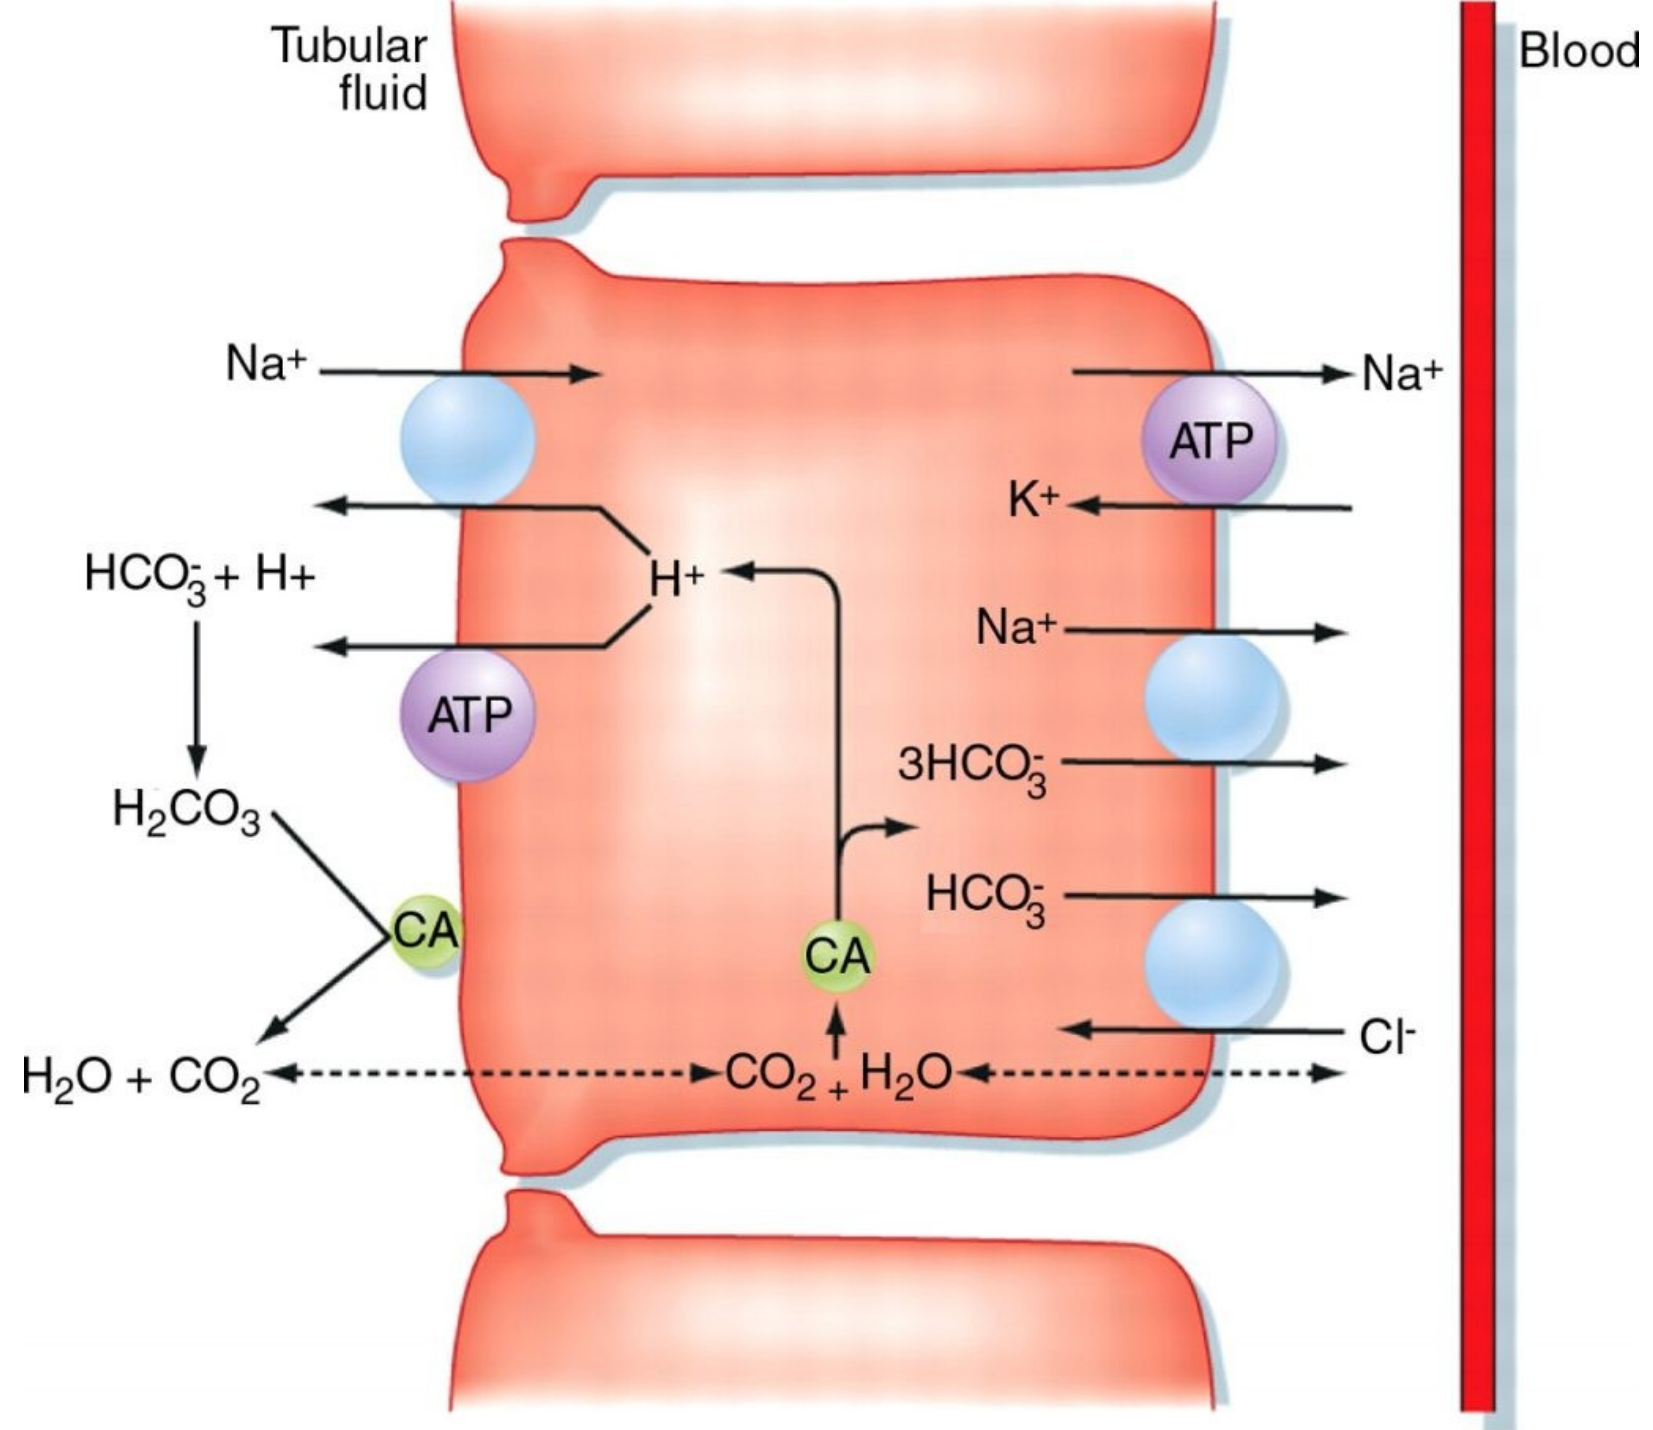 Tubular
fluid
Blood
Na+
Na+
ATP
K+
HCO3- + H+
H+
Na+
ATP
3HCO3-
H2CO3
HCO3-
CA
CA
Cl-
H2O + CO2
CO2 + H2O